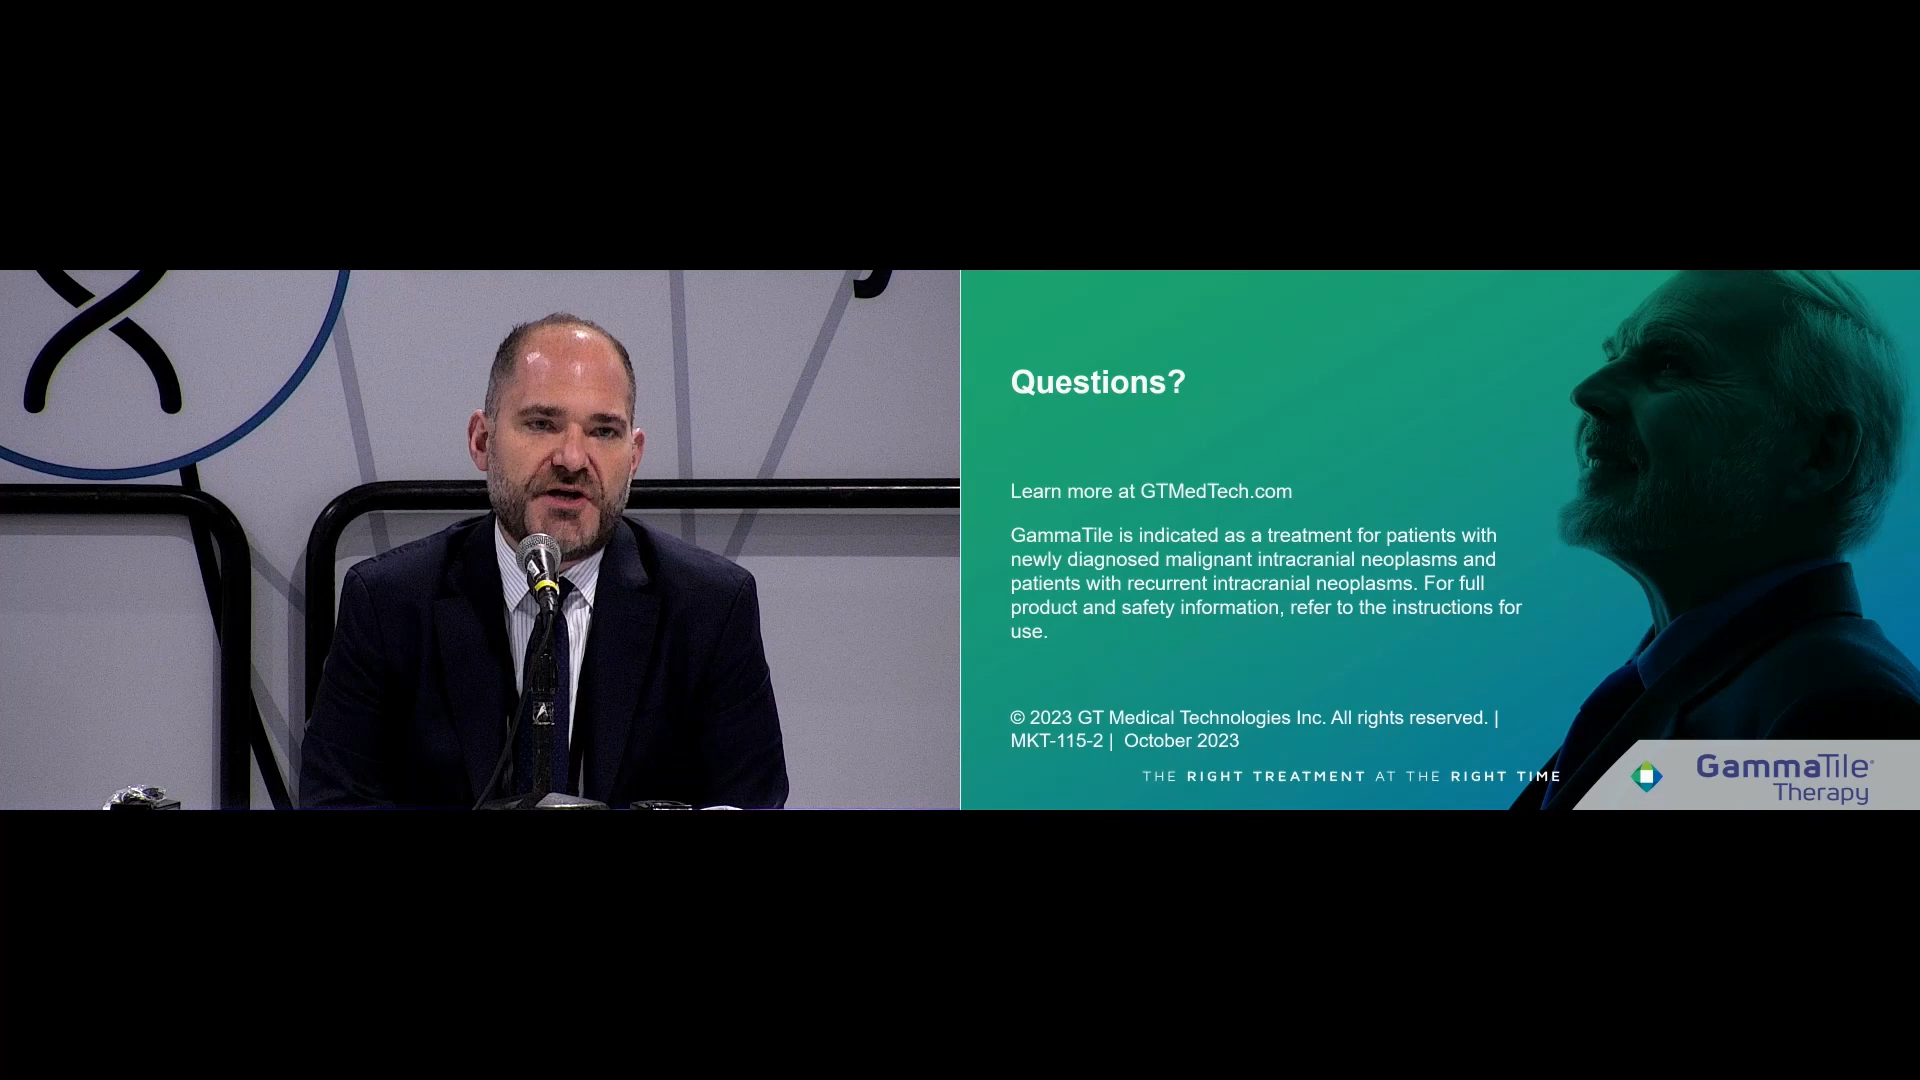 Questions?
Learn more at GTMedTech.com
GammaTile is indicated as a treatment for patients with
newly diagnosed malignant intracranial neoplasms and
patients with recurrent intracranial neoplasms. For full
product and safety information, refer to the instructions for
use.
© 2023 GT Medical Technologies Inc. All rights reserved. |
MKT-115-2 | October 2023
THE RIGHT TREATMENT AT THE RIGHT TIME
GammaTile®
Therapy